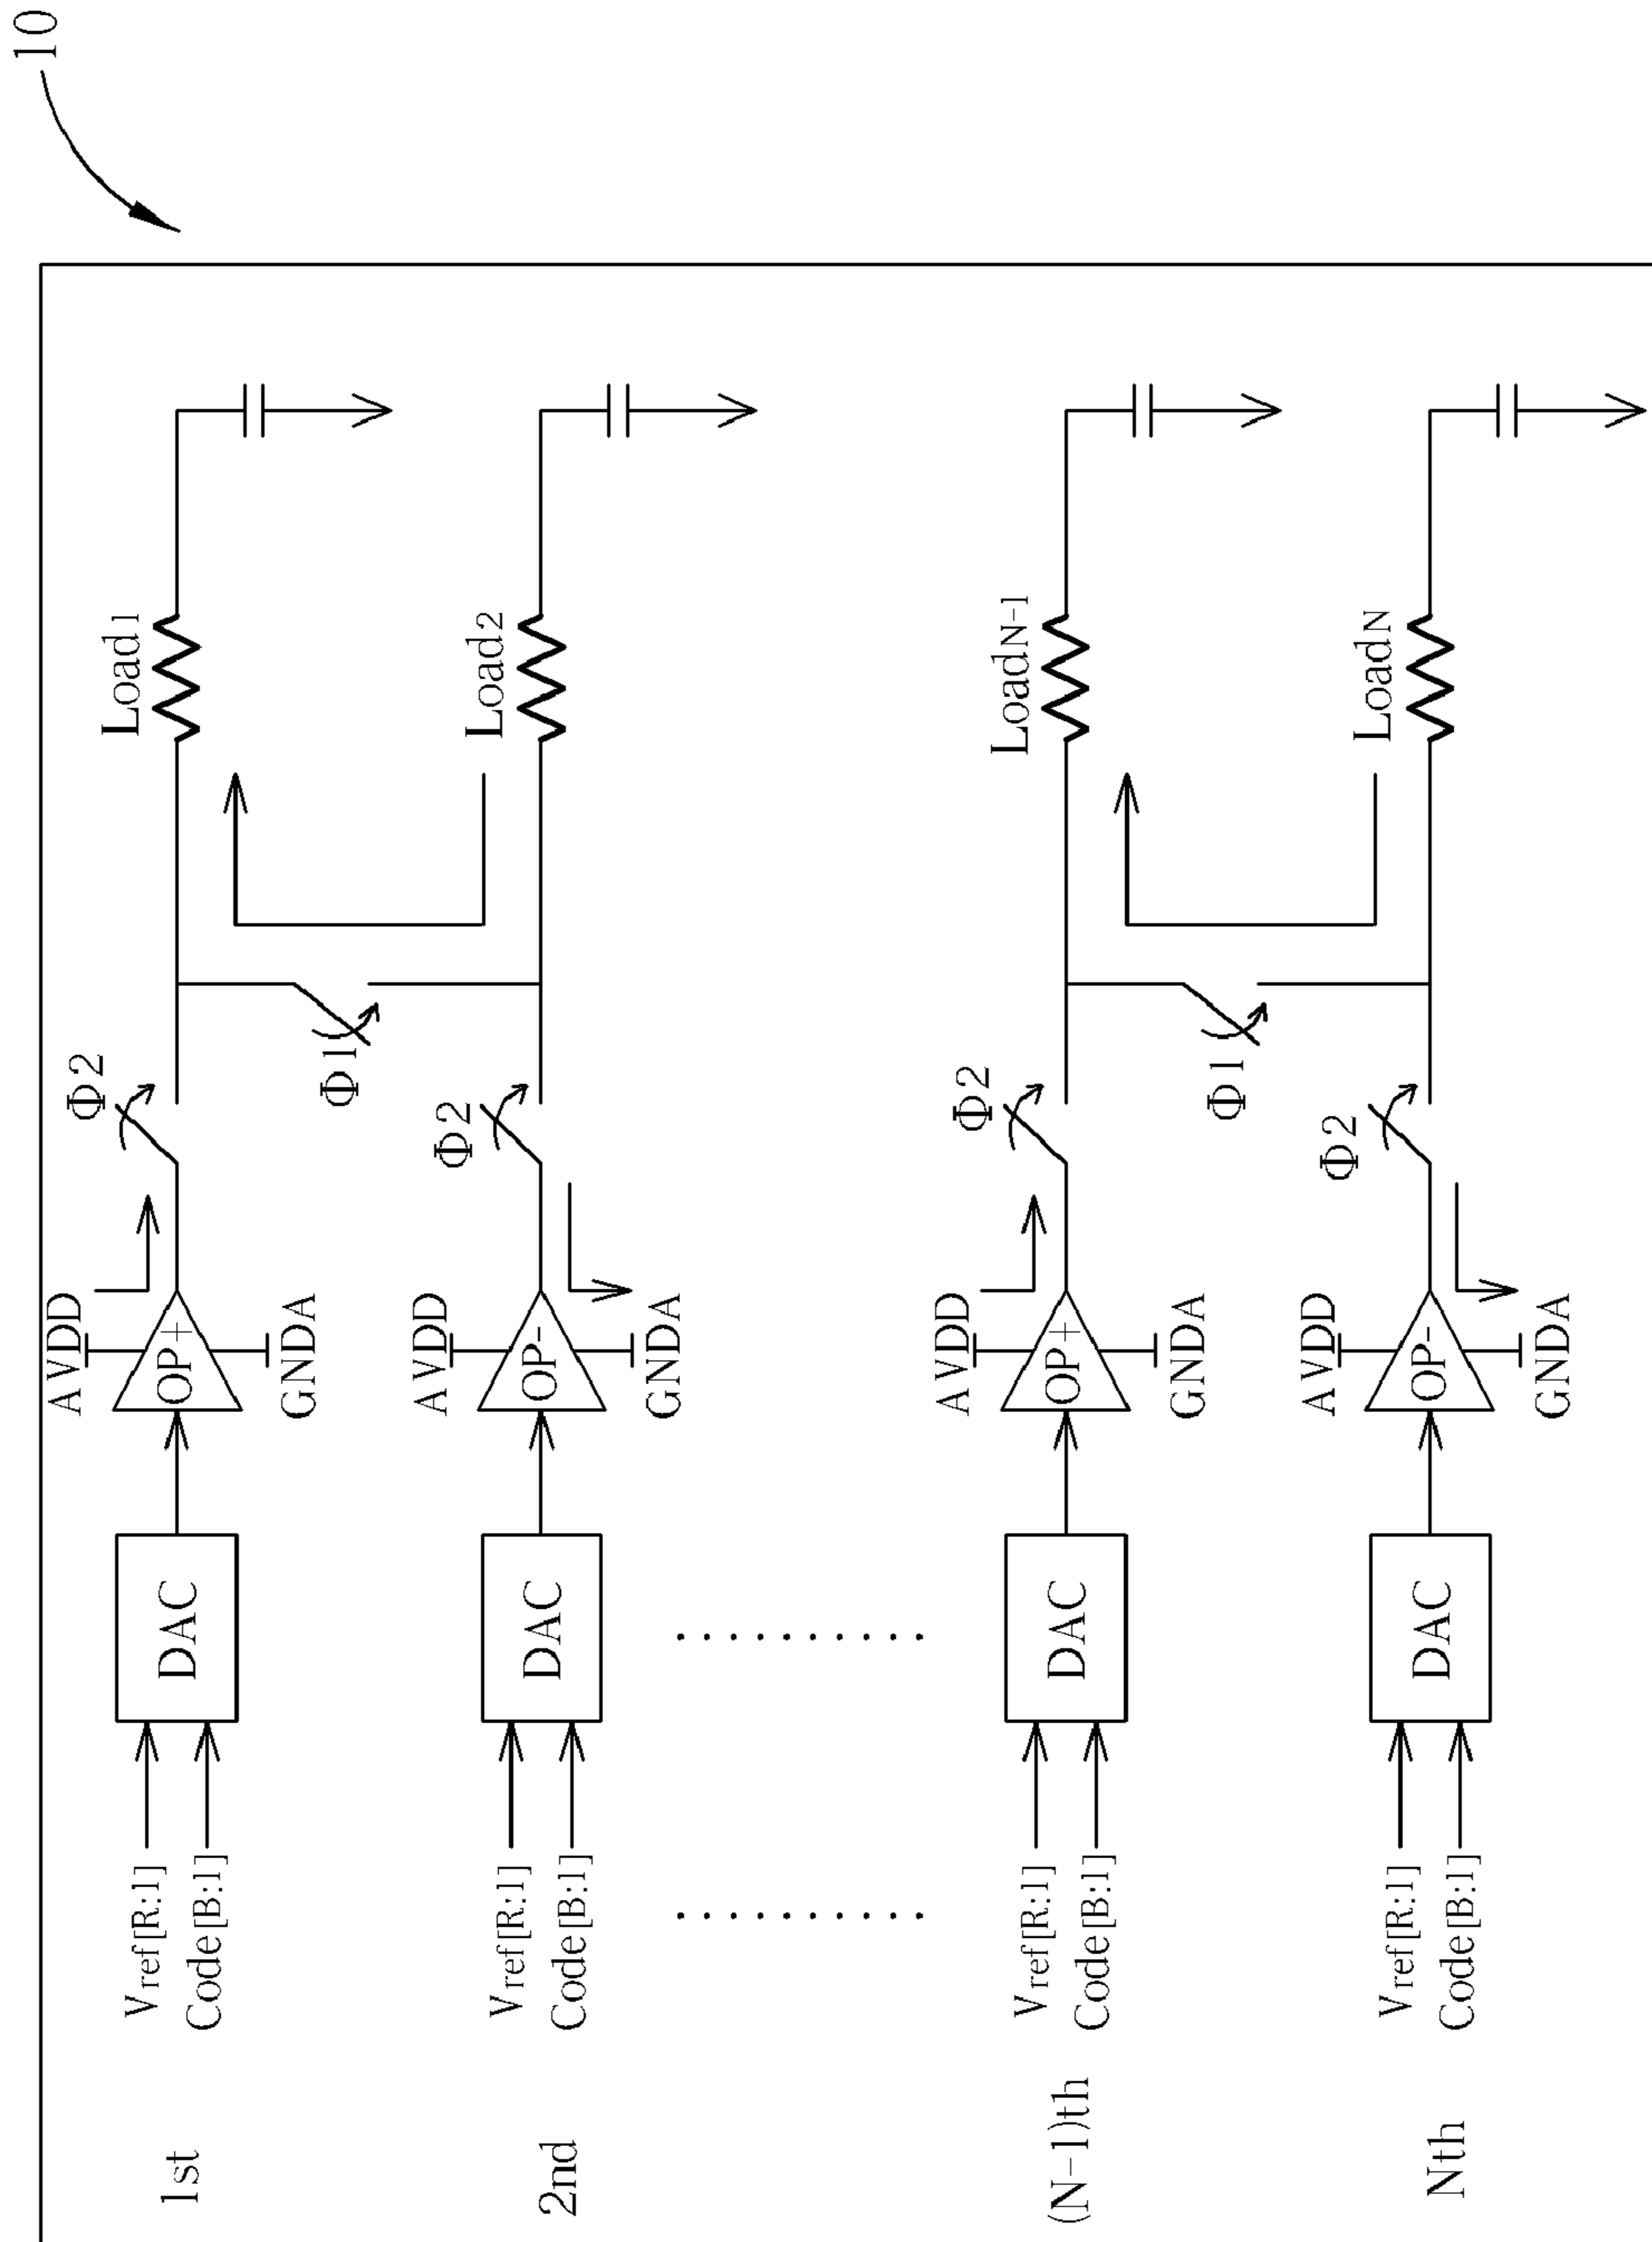 10
1st
Vref[R:1]
Code[B:1]
DAC
AVDD
OP+
GNDA
Φ2
Φ1
Load1
2nd
Vref[R:1]
Code[B:1]
DAC
AVDD
OP-
GNDA
Φ2
Load2
(N-1)th
Vref[R:1]
Code[B:1]
DAC
AVDD
OP+
GNDA
Φ2
Φ1
LoadN-1
Nth
Vref[R:1]
Code[B:1]
DAC
AVDD
OP-
GNDA
Φ2
LoadN